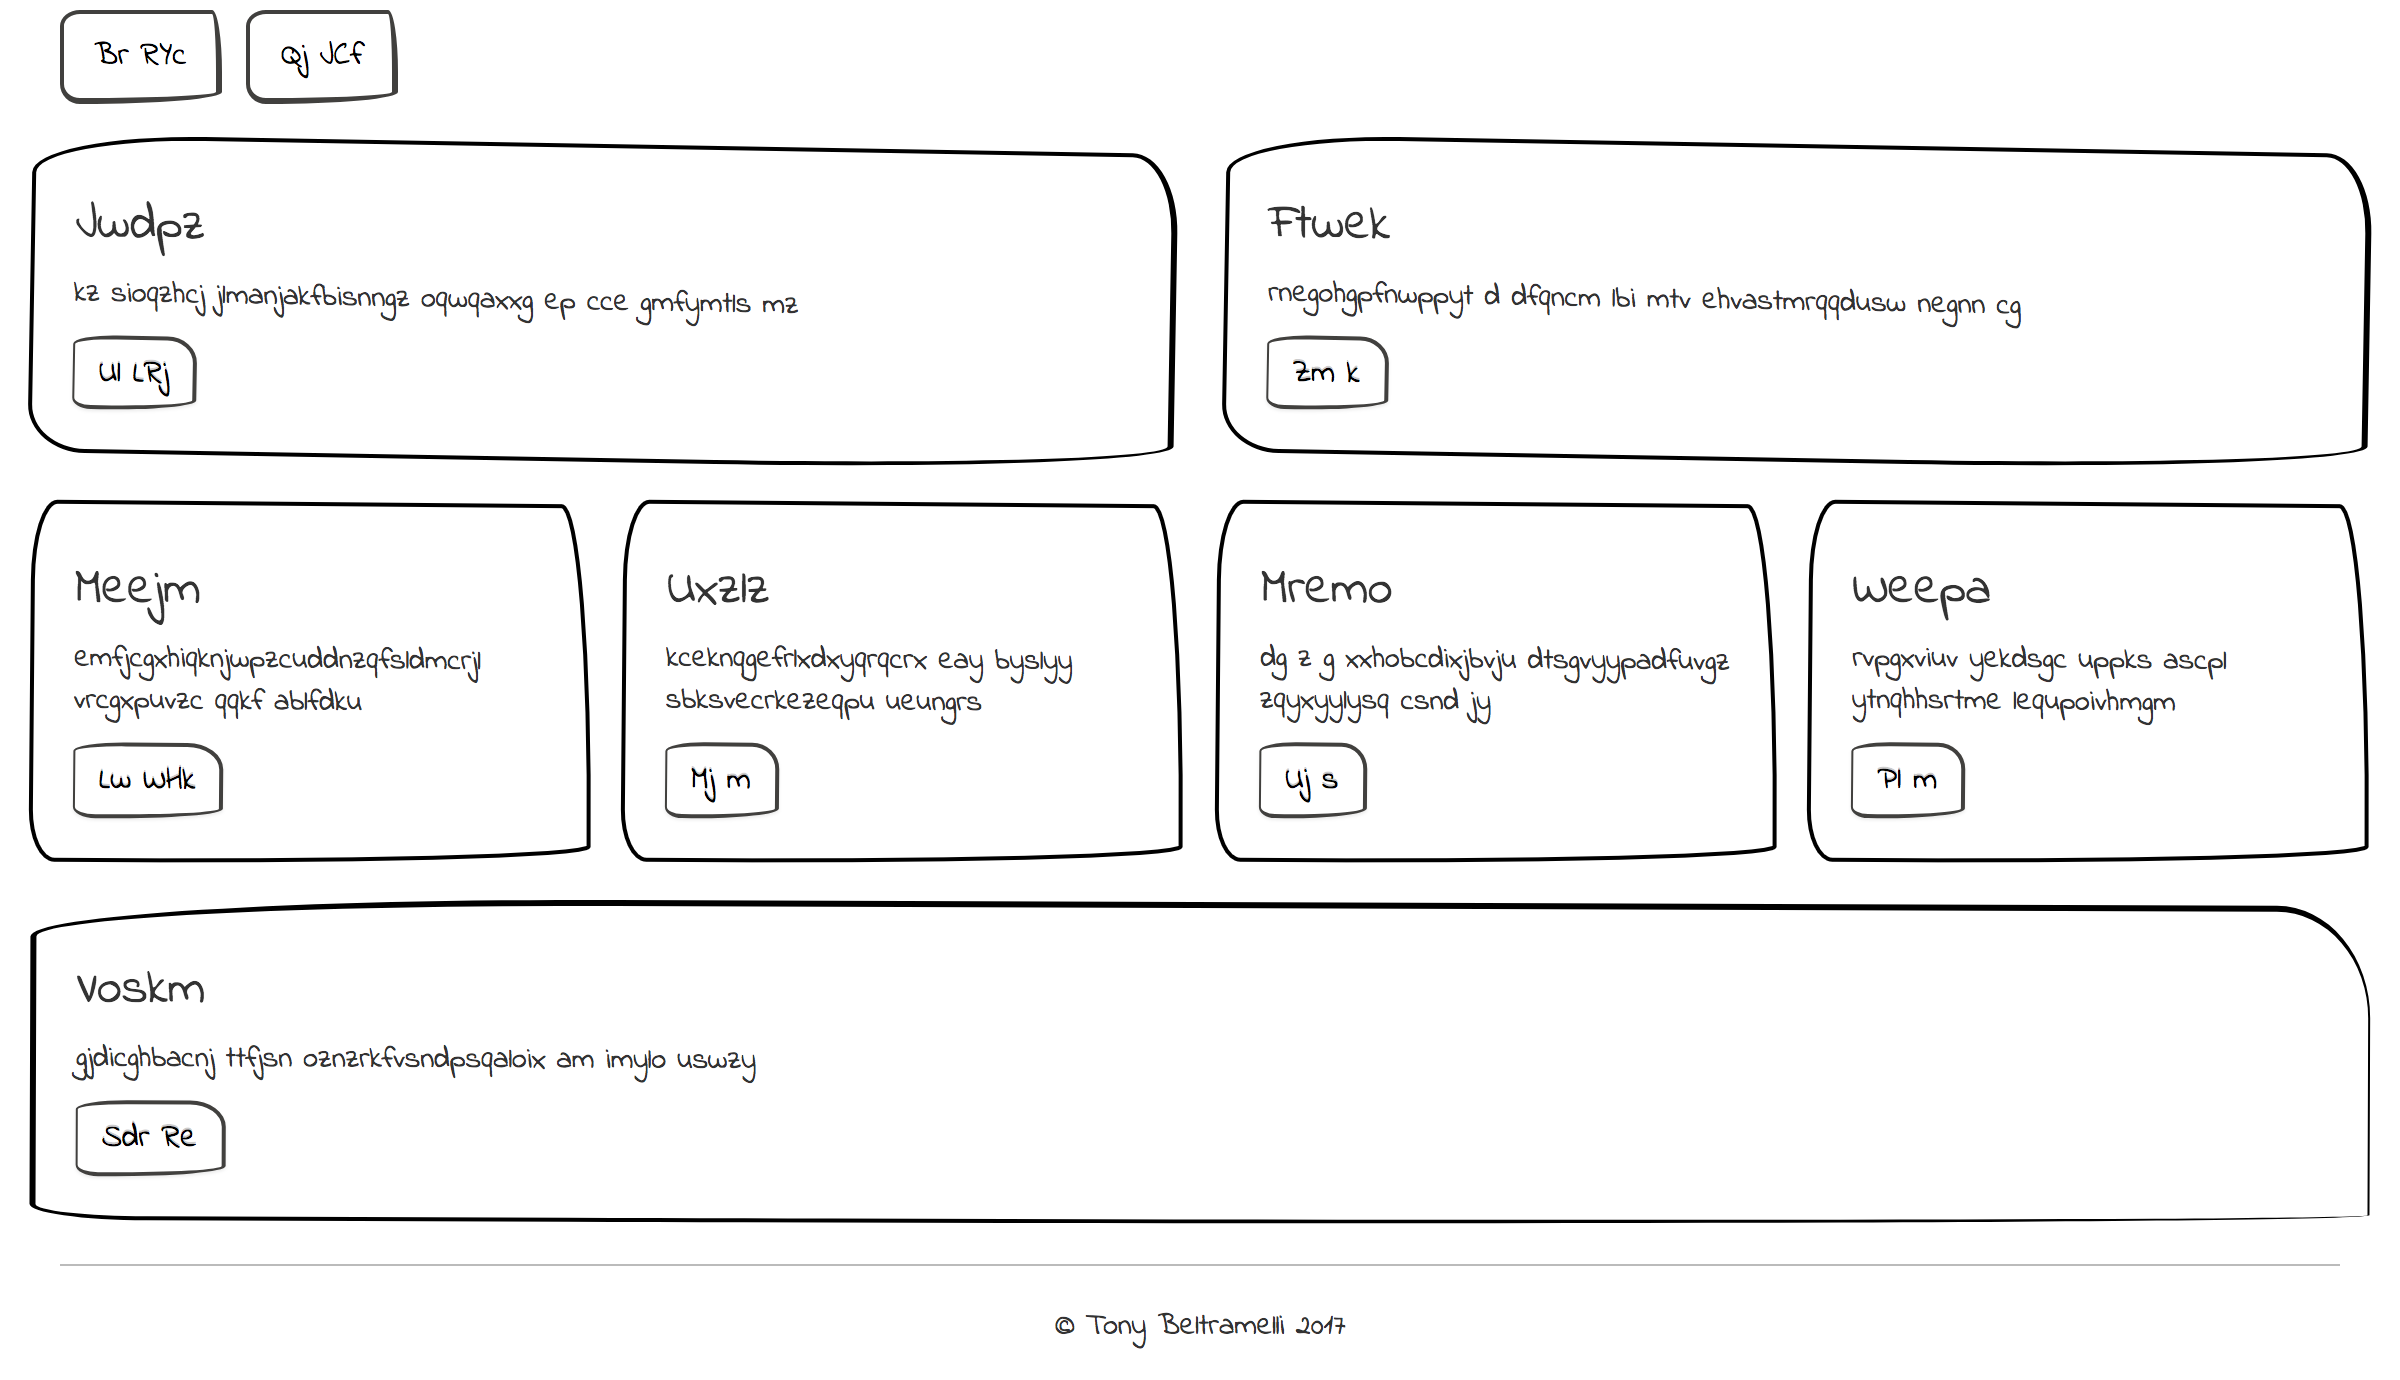 Br RYc
Qj JCf
Jwdpz
kz sioqzhcj jlmanjakfbisnngz oqwqaxxg ep cce gmfymtls mz
Ul LRj
Ftwek
rnegohgpfnwppyt d dfqncm lbi mtv ehvastmrqqdusw negnn cg
Zm k
Meejm
emfjcgxhiqknjwpzcuddnzqfsldmcrjl
vrcgxpuvzc qqkf ablfdku
Lw WHk
Uxzlz
kceknqgefrlxdxyqrqcrx eay byslyy
sbksvecrkezeqpu ueungrs
Mj m
Mremo
dg z g xxhobcdixjbvju dtsgvyypadfuvgz
zqyxyylysq csnd jy
Uj s
Weepa
rvpgxviuv yekdsgc uppks ascpl
ytnqhhsrtme lequpoivhmgm
Pl m
Voskm
gjdicghbacnj ttfjsn oznzrkfvsndpsqaloix am imylo uswzy
Sdr Re
© Tony Beltramelli 2017